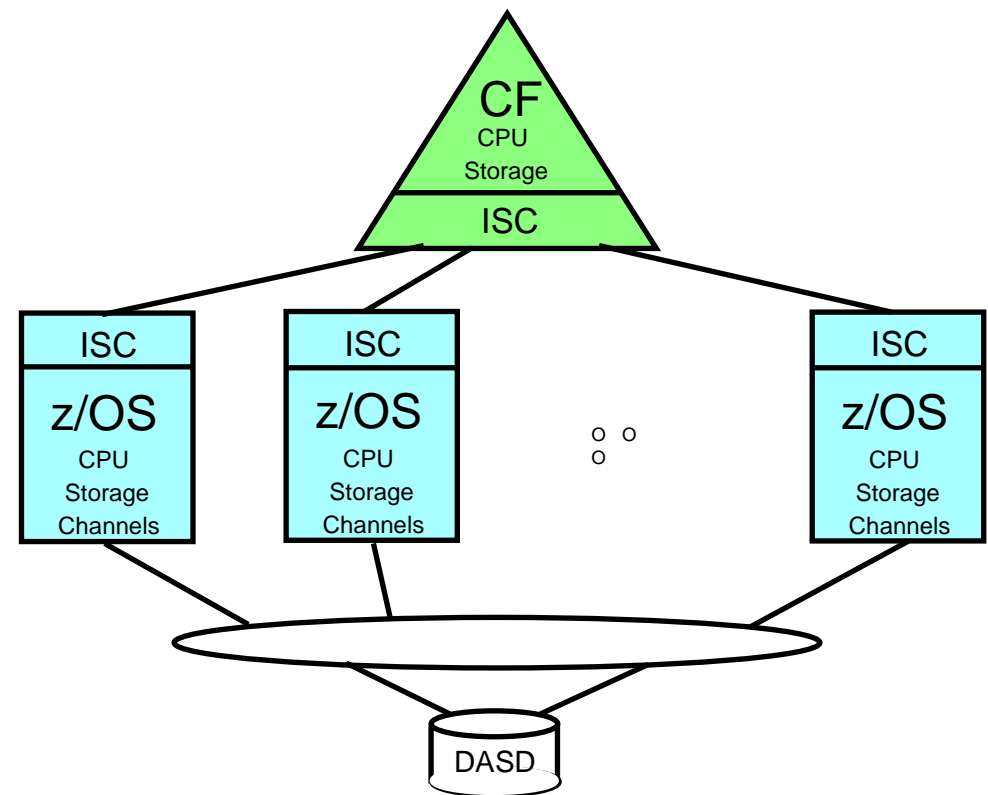 CF
CPU
Storage
ISC
ISC
z/OS
CPU
Storage
Channels
ISC
z/OS
CPU
Storage
Channels
o o
o
ISC
z/OS
CPU
Storage
Channels
DASD